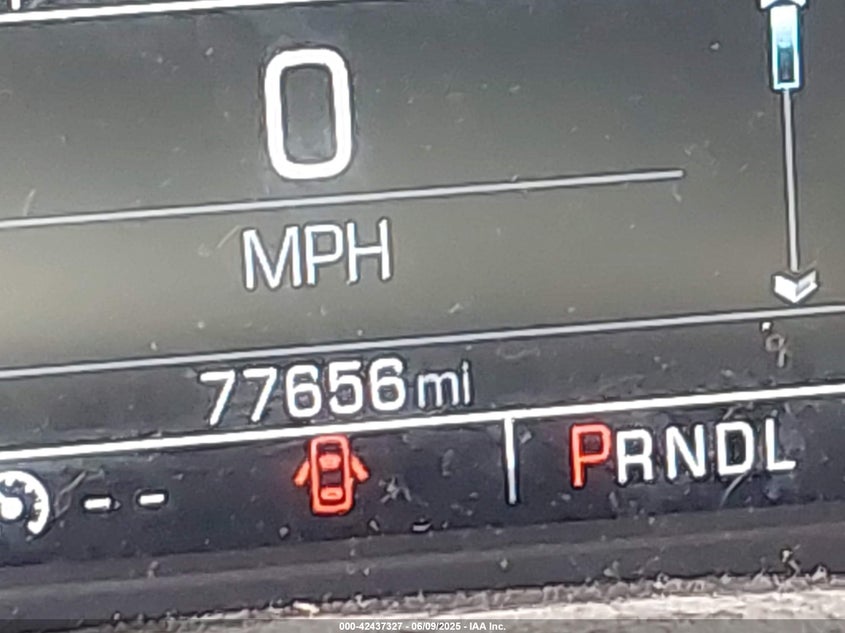 0
MPH
77656 mi
-- PRNDL
000-42437327 - 06/09/2025 - IAA Inc.